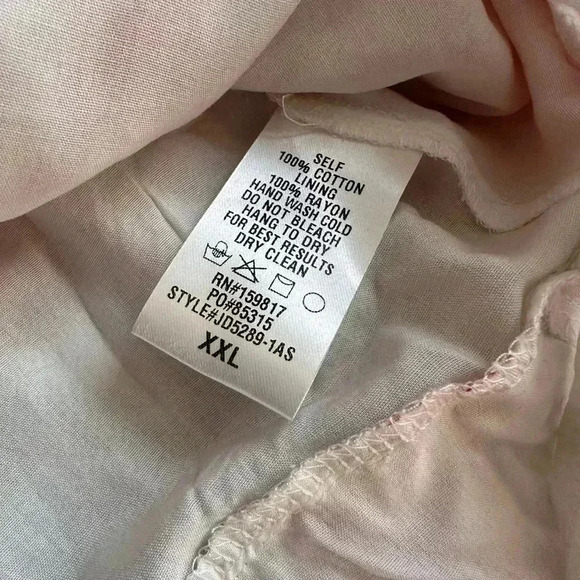 SELF
100% COTTON
LINING
100% RAYON
HAND WASH COLD
DO NOT BLEACH
HANG TO DRY
FOR BEST RESULTS
DRY CLEAN
RN#159817
PO#85315
STYLE#JD5289-1AS
XXL